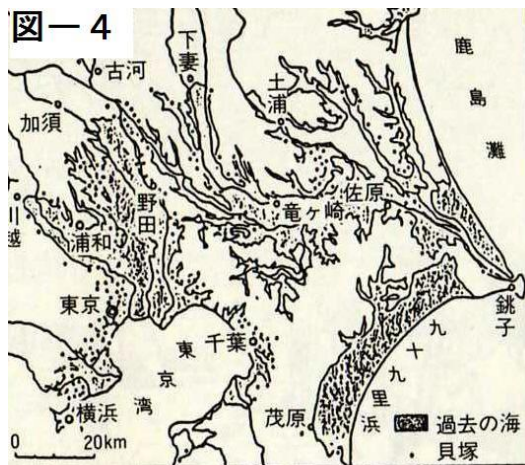 図－4
古河
下妻
土浦
鹿島灘
加須
川越
浦和
野田
竜ヶ崎
佐原
東京
千葉
東京湾
銚子
九十九里浜
横浜
茂原
0 20km
過去の海
貝塚